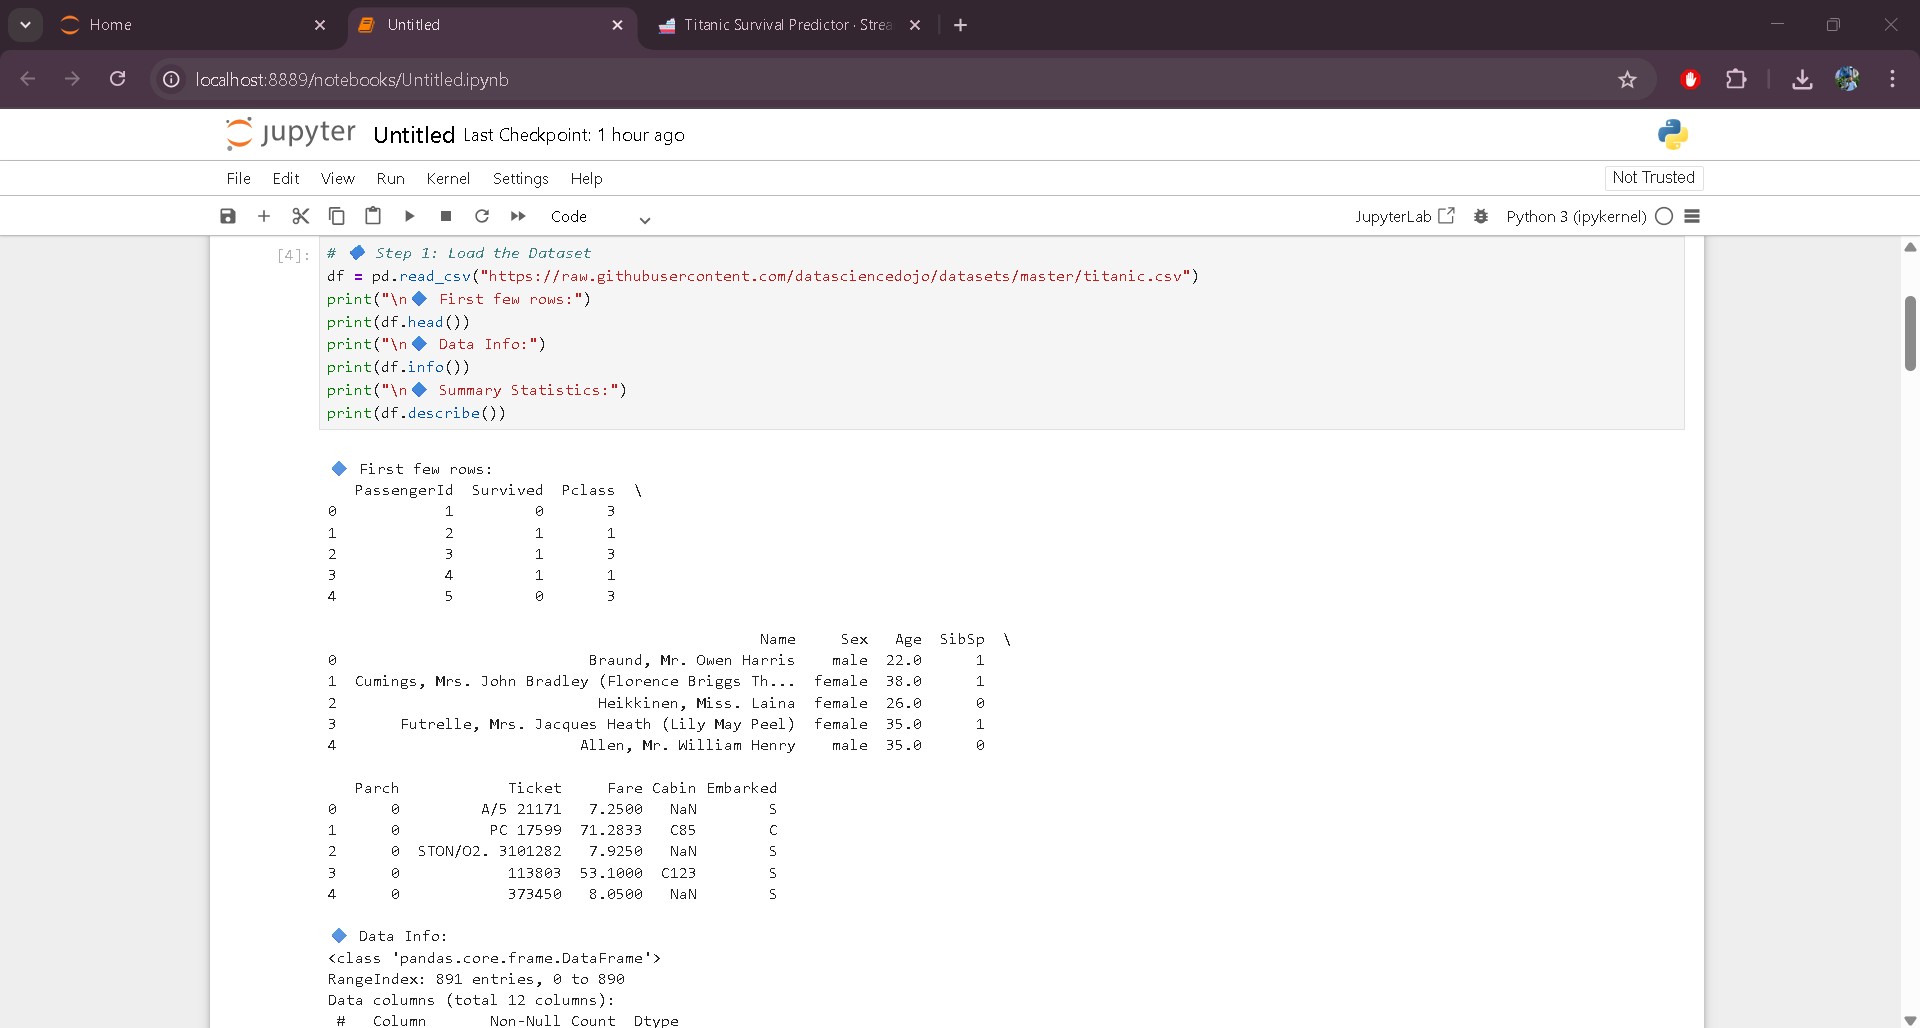 Home
Untitled
Titanic Survival Predictor · Strea
localhost:8889/notebooks/Untitled.ipynb
jupyter Untitled Last Checkpoint: 1 hour ago
File Edit View Run Kernel Settings Help Not Trusted
Code JupyterLab Python 3 (ipykernel)
[4]: # 🔷 Step 1: Load the Dataset
df = pd.read_csv("https://raw.githubusercontent.com/datasciencedojo/datasets/master/titanic.csv")
print("\n🔷 First few rows:")
print(df.head())
print("\n🔷 Data Info:")
print(df.info())
print("\n🔷 Summary Statistics:")
print(df.describe())
🔷 First few rows:
PassengerId Survived Pclass \
0 1 0 3
1 2 1 1
2 3 1 3
3 4 1 1
4 5 0 3
Name Sex Age SibSp \
0 Braund, Mr. Owen Harris male 22.0 1
1 Cumings, Mrs. John Bradley (Florence Briggs Th... female 38.0 1
2 Heikkinen, Miss. Laina female 26.0 0
3 Futrelle, Mrs. Jacques Heath (Lily May Peel) female 35.0 1
4 Allen, Mr. William Henry male 35.0 0
Parch Ticket Fare Cabin Embarked
0 0 A/5 21171 7.2500 NaN S
1 0 PC 17599 71.2833 C85 C
2 0 STON/O2. 3101282 7.9250 NaN S
3 0 113803 53.1000 C123 S
4 0 373450 8.0500 NaN S
🔷 Data Info:
<class 'pandas.core.frame.DataFrame'>
RangeIndex: 891 entries, 0 to 890
Data columns (total 12 columns):
# Column Non-Null Count Dtype